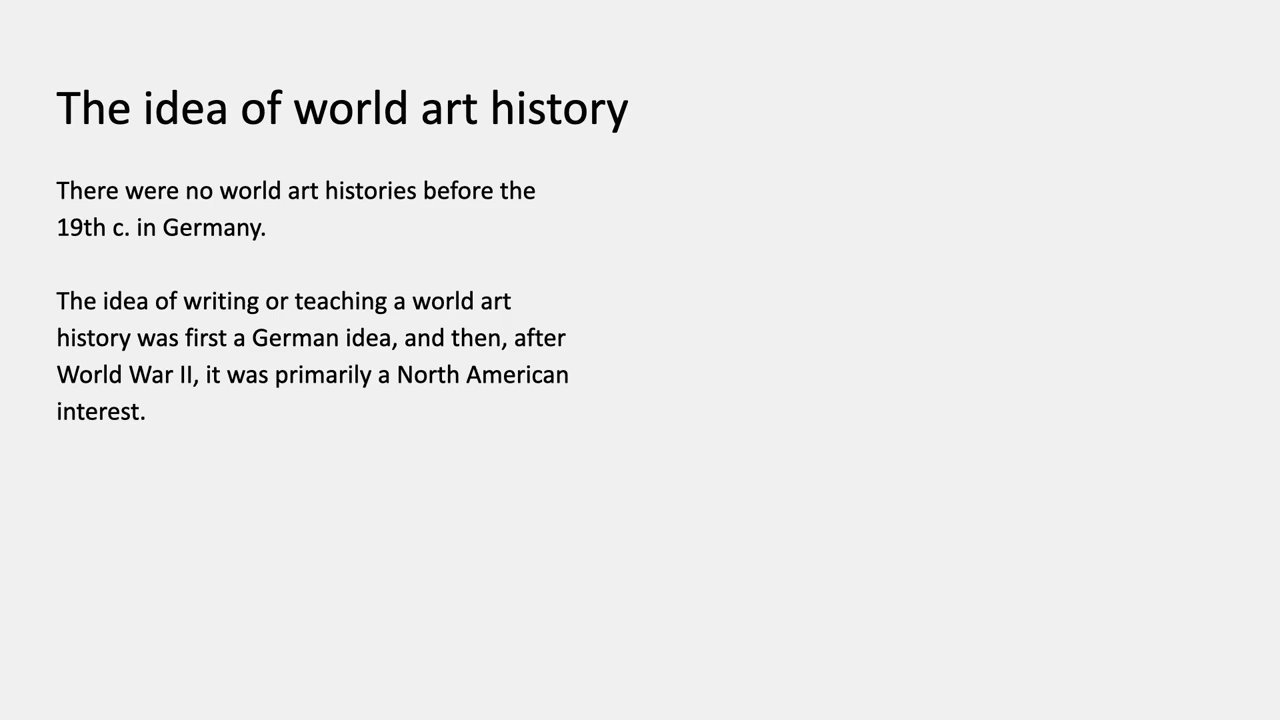 The idea of world art history
There were no world art histories before the
19th c. in Germany.
The idea of writing or teaching a world art
history was first a German idea, and then, after
World War II, it was primarily a North American
interest.